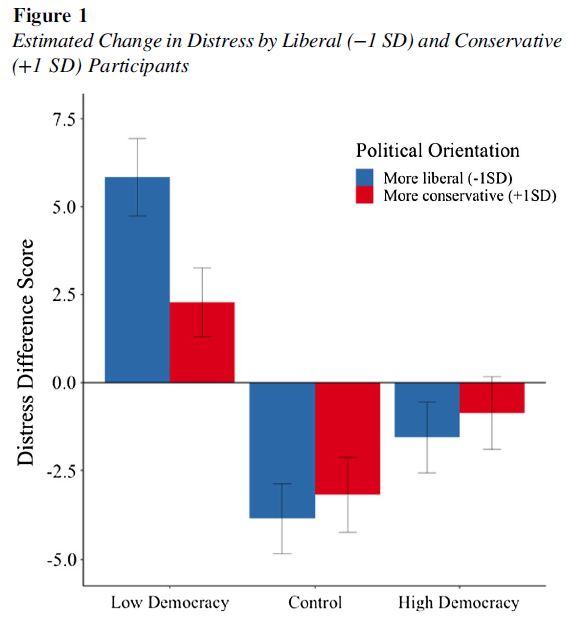 Figure 1
Estimated Change in Distress by Liberal (−1 SD) and Conservative
(+1 SD) Participants
7.5
5.0
2.5
0.0
-2.5
-5.0
Distress Difference Score
Political Orientation
More liberal (-1SD)
More conservative (+1SD)
Low Democracy
Control
High Democracy